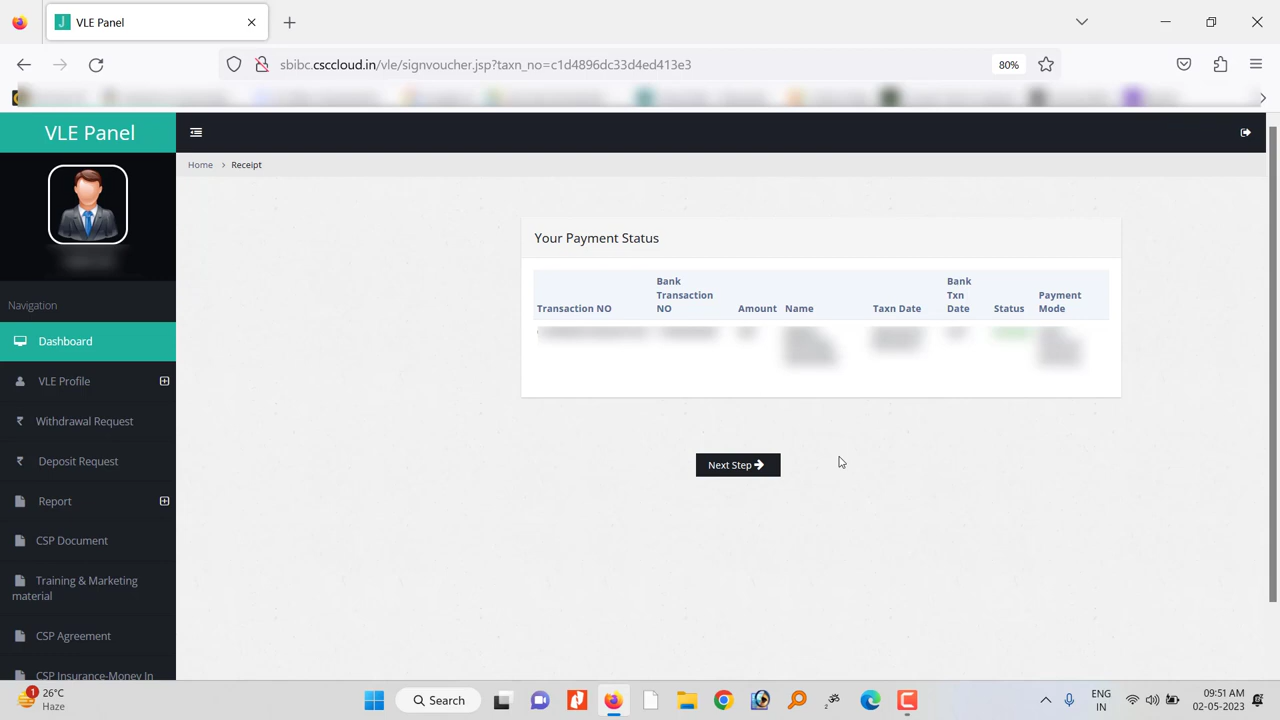 VLE Panel
sbibc.csccloud.in/vle/signvoucher.jsp?taxn_no=c1d4896dc33d4ed413e3
80%
VLE Panel
Home > Receipt
Navigation
Dashboard
VLE Profile
Withdrawal Request
Deposit Request
Report
CSP Document
Training & Marketing
material
CSP Agreement
CSP Insurance-Money In
Your Payment Status
Transaction NO
Bank
Transaction
NO
Amount
Name
Taxn Date
Bank
Txn
Date
Status
Payment
Mode
Next Step
1
26°C
Haze
Search
ENG
IN
09:51 AM
02-05-2023